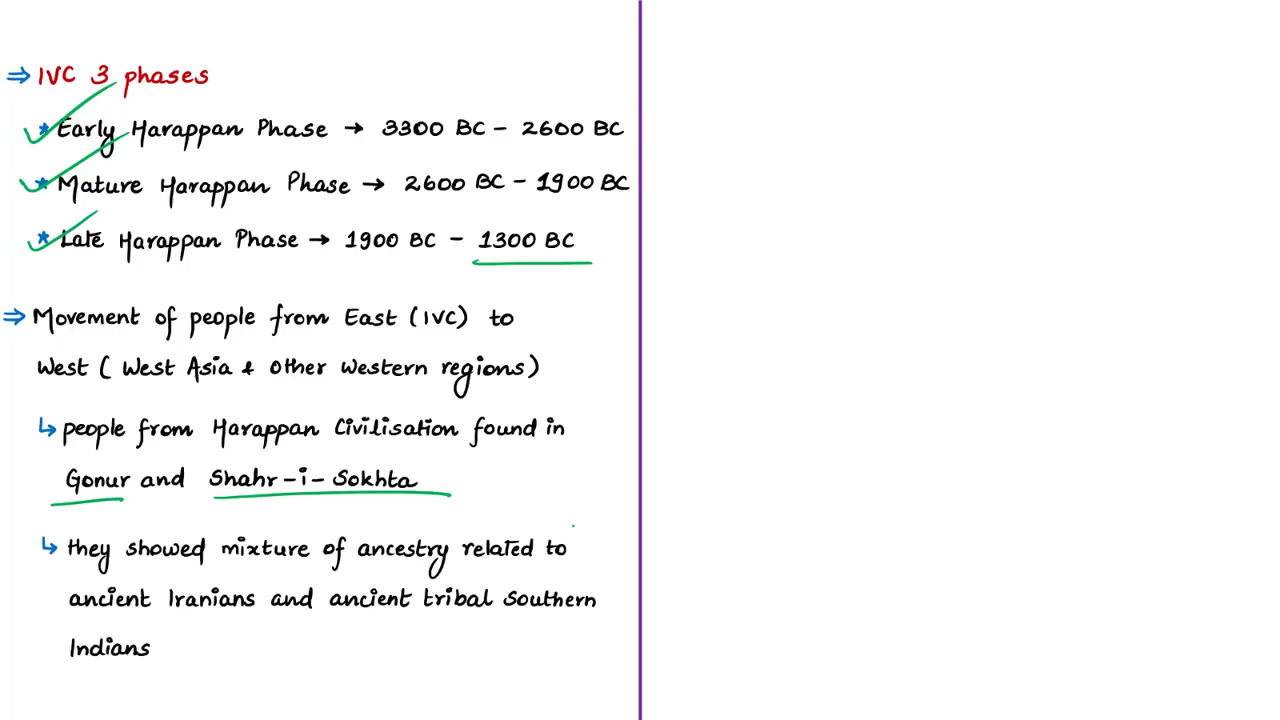 ⇒ IVC 3 phases
* Early Harappan Phase → 3300 BC - 2600 BC
* Mature Harappan Phase → 2600 BC - 1900 BC
* Late Harappan Phase → 1900 BC - 1300 BC
⇒ Movement of people from East (IVC) to
West ( West Asia & Other Western regions)
↳ people from Harappan Civilisation found in
Gonur and Shahr-i-Sokhta
↳ they showed mixture of ancestry related to
ancient Iranians and ancient tribal Southern
Indians